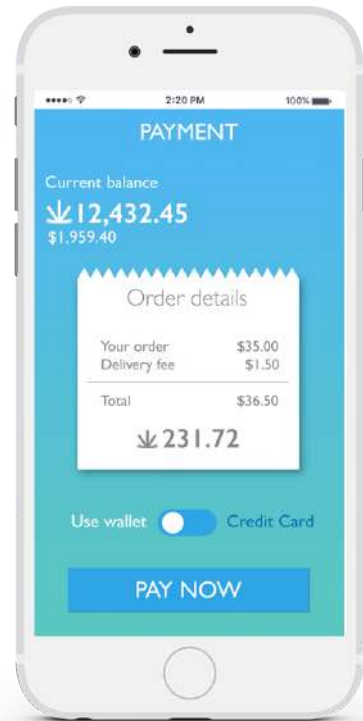 2:20 PM 100%
PAYMENT
Current balance
12,432.45
$1,959.40
Order details
Your order $35.00
Delivery fee $1.50
Total $36.50
231.72
Use wallet Credit Card
PAY NOW